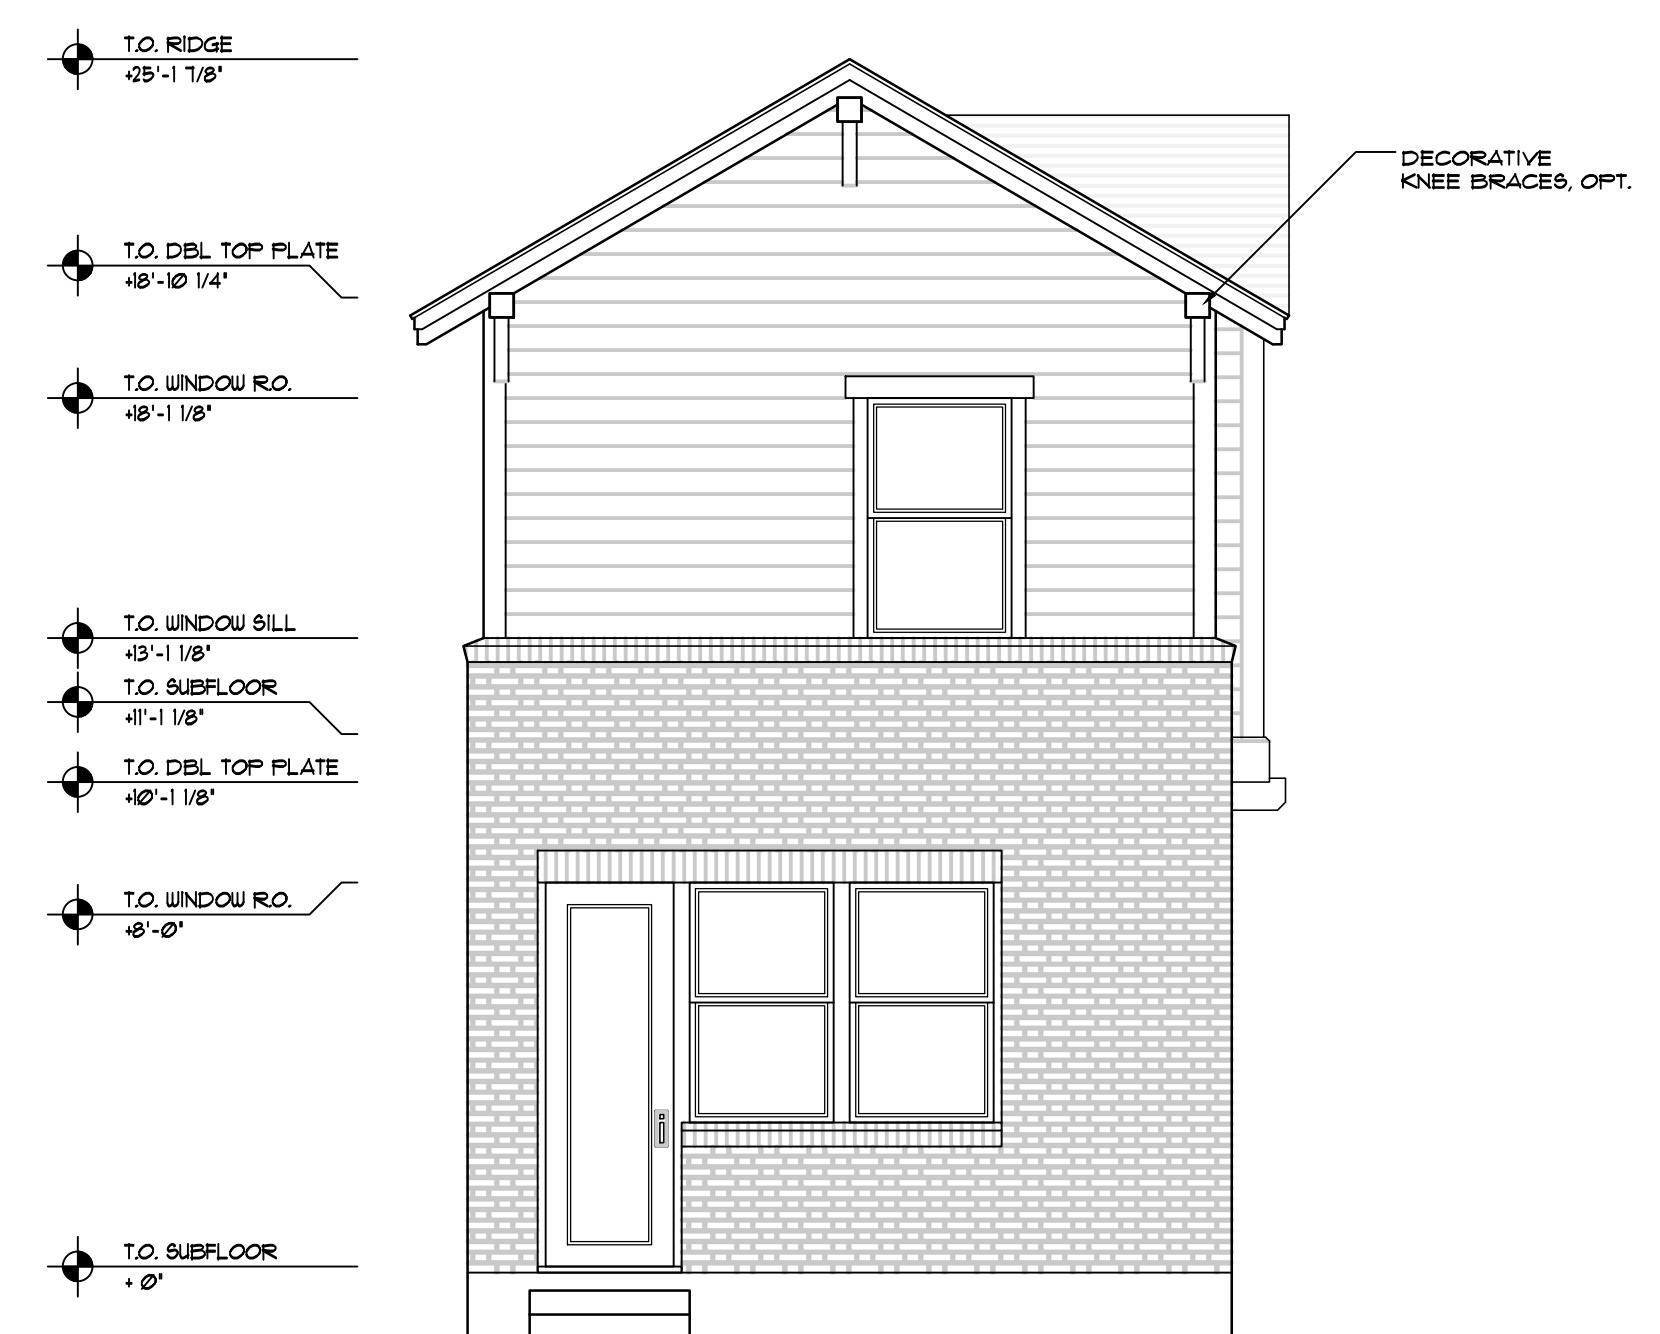 T.O. RIDGE
+25'-1 7/8"
DECORATIVE
KNEE BRACES, OPT.
T.O. DBL TOP PLATE
+18'-10 1/4"
T.O. WINDOW R.O.
+18'-1 1/8"
T.O. WINDOW SILL
+13'-1 1/8"
T.O. SUBFLOOR
+11'-1 1/8"
T.O. DBL TOP PLATE
+10'-1 1/8"
T.O. WINDOW R.O.
+8'-0"
T.O. SUBFLOOR
+ 0"